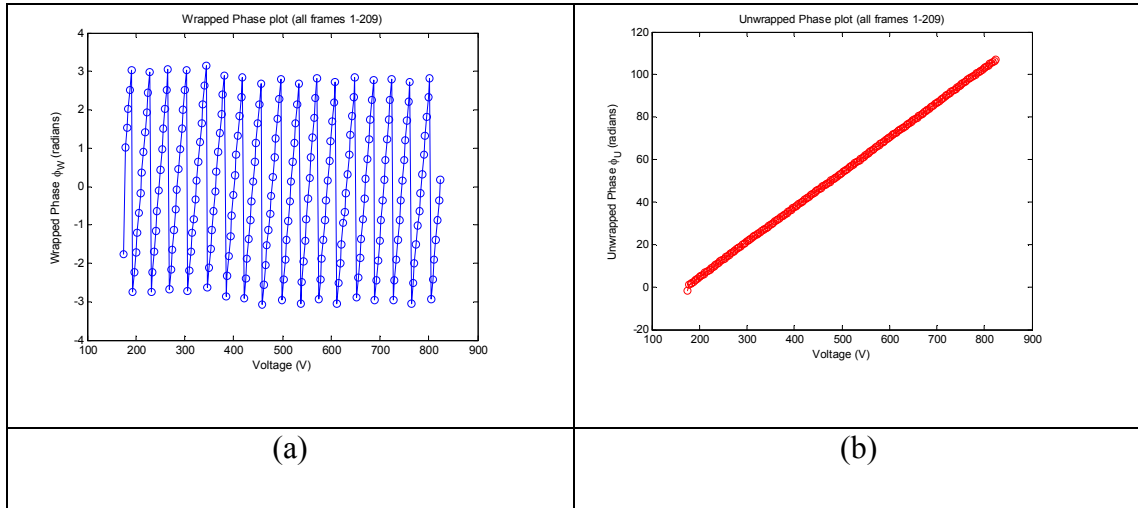 Wrapped Phase plot (all frames 1-209)
4
3
2
1
0
-1
-2
-3
-4
Wrapped Phase ϕW (radians)
100 200 300 400 500 600 700 800 900
Voltage (V)
Unwrapped Phase plot (all frames 1-209)
120
100
80
60
40
20
0
-20
Unwrapped Phase ϕU (radians)
100 200 300 400 500 600 700 800 900
Voltage (V)
(a)
(b)